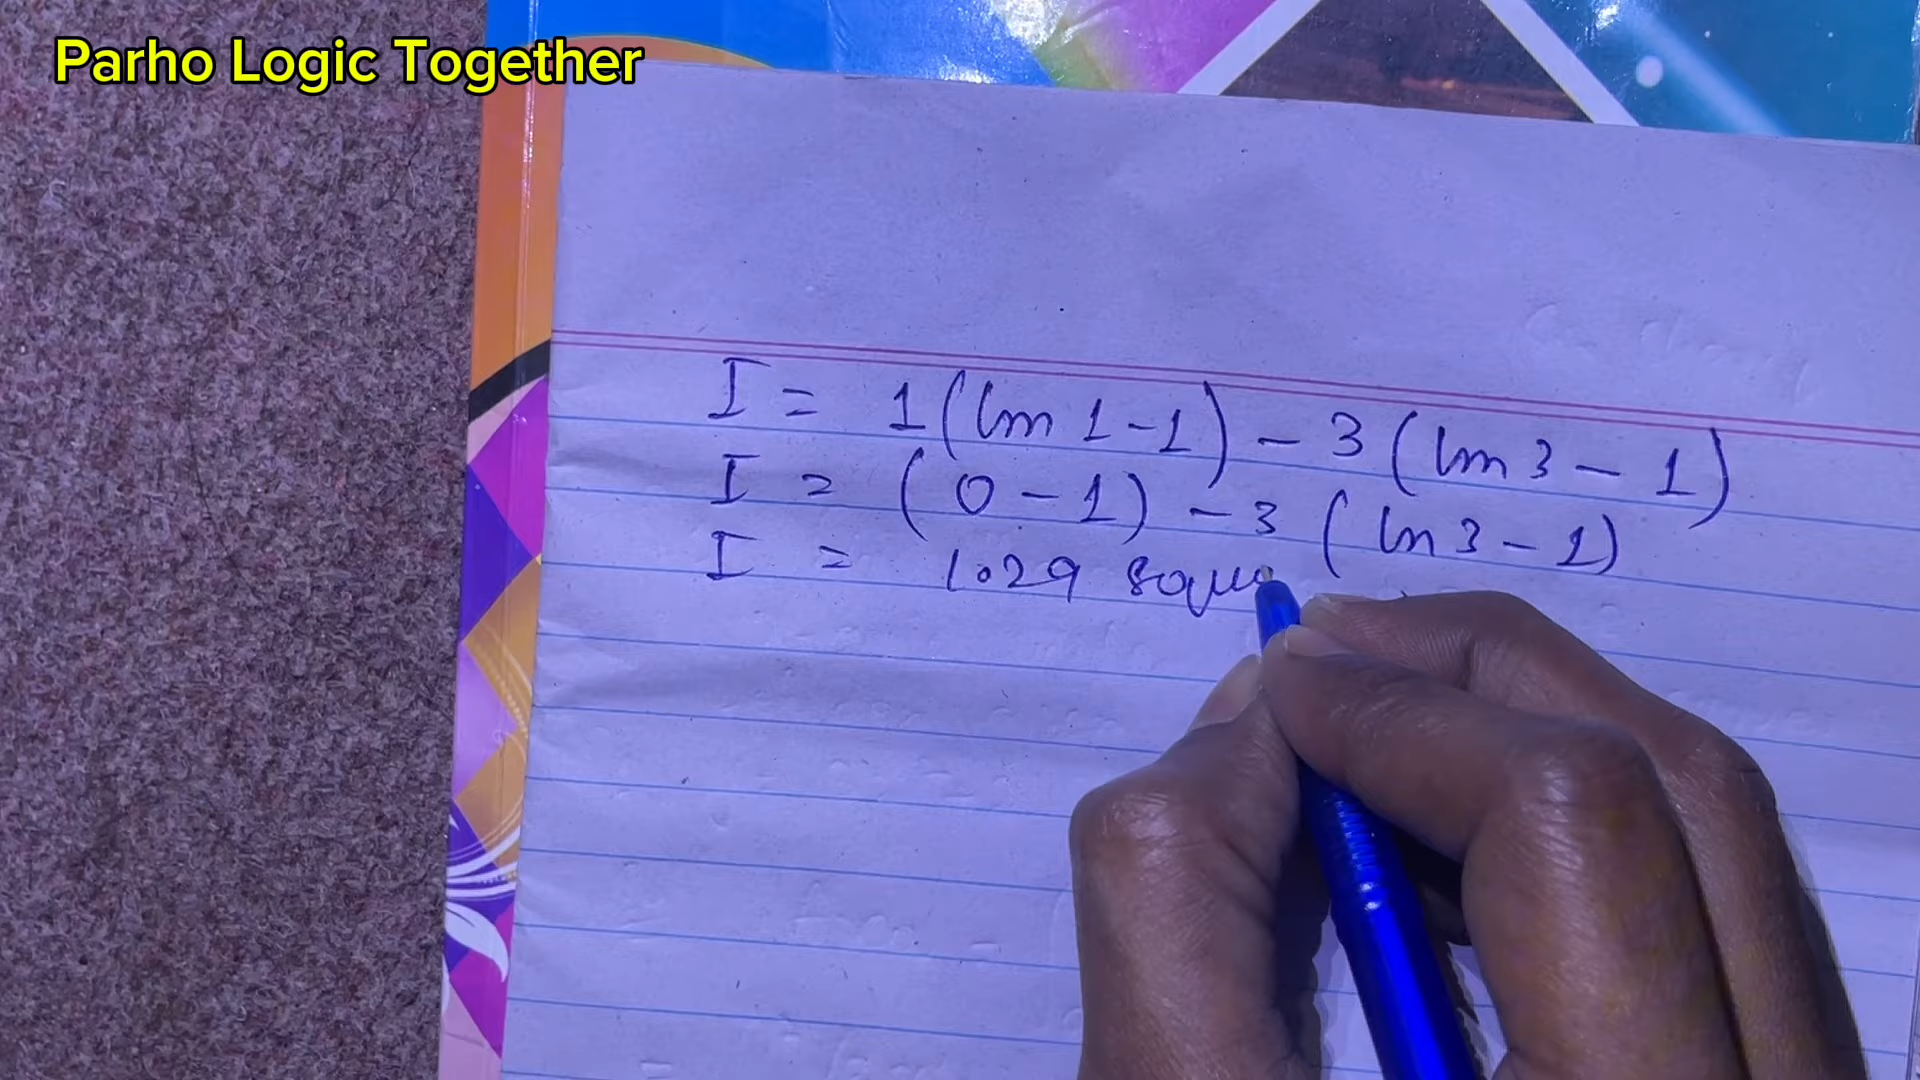 Parho Logic Together
I = 1(ln 1-1) - 3(ln 3 - 1)
I = (0-1) - 3(ln 3 - 1)
I = 1.29 squa